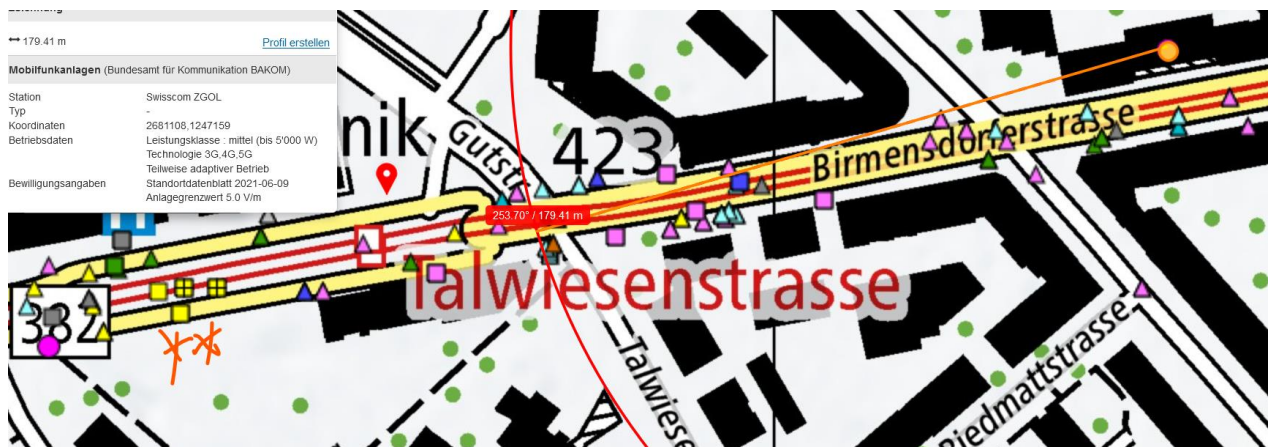 ↔ 179.41 m Profil erstellen
Mobilfunkanlagen (Bundesamt für Kommunikation BAKOM)
Station Swisscom ZGOL
Typ -
Koordinaten 2681108,1247159
Betriebsdaten Leistungsklasse : mittel (bis 5'000 W)
Technologie 3G,4G,5G
Teilweise adaptiver Betrieb
Bewilligungsangaben Standortdatenblatt 2021-06-09
Anlagegrenzwert 5.0 V/m
nik
Gutstr
423
Birmensdorferstrasse
253.70° / 179.41 m
Talwiesenstrasse
382
Talwiese
Riedmattstrasse